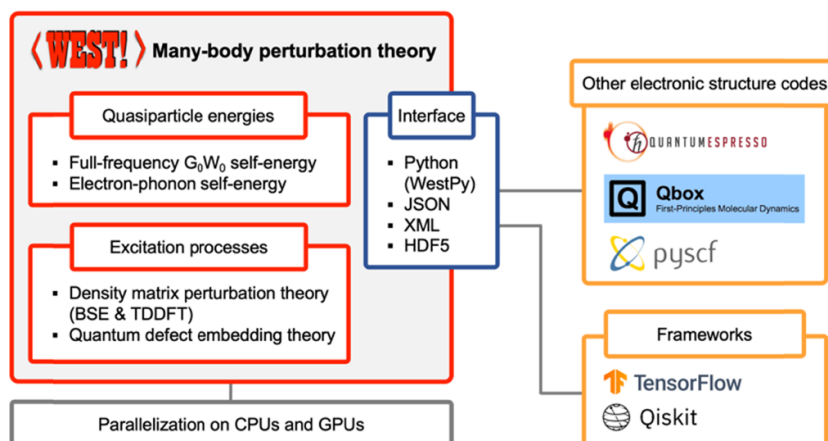 ⟨WEST!⟩ Many-body perturbation theory
Quasiparticle energies
▪ Full-frequency G₀W₀ self-energy
▪ Electron-phonon self-energy
Excitation processes
▪ Density matrix perturbation theory
(BSE & TDDFT)
▪ Quantum defect embedding theory
Interface
▪ Python
(WestPy)
▪ JSON
▪ XML
▪ HDF5
Other electronic structure codes
QUANTUMESPRESSO
Q Qbox
First-Principles Molecular Dynamics
pyscf
Frameworks
TensorFlow
Qiskit
Parallelization on CPUs and GPUs